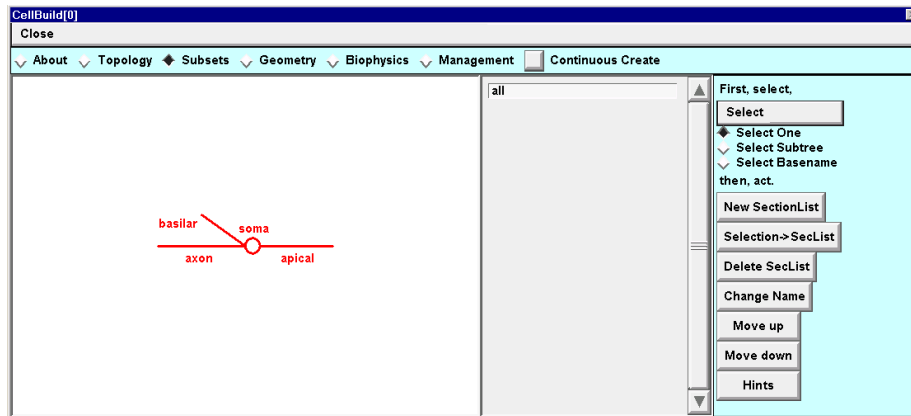 CellBuild[0]
Close
About Topology Subsets Geometry Biophysics Management Continuous Create
basilar
soma
axon
apical
all
First, select,
Select
Select One
Select Subtree
Select Basename
then, act.
New SectionList
Selection->SecList
Delete SecList
Change Name
Move up
Move down
Hints